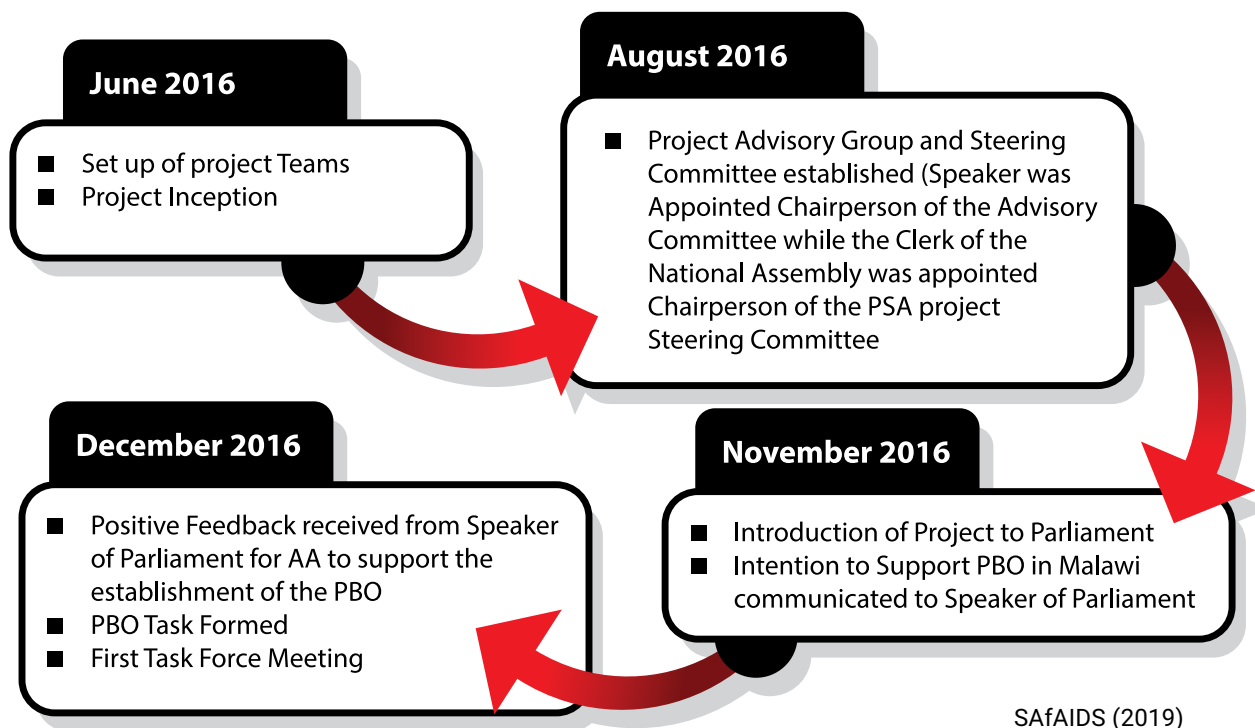 June 2016
■ Set up of project Teams
■ Project Inception
August 2016
■ Project Advisory Group and Steering
Committee established (Speaker was
Appointed Chairperson of the Advisory
Committee while the Clerk of the
National Assembly was appointed
Chairperson of the PSA project
Steering Committee
November 2016
■ Introduction of Project to Parliament
■ Intention to Support PBO in Malawi
communicated to Speaker of Parliament
December 2016
■ Positive Feedback received from Speaker
of Parliament for AA to support the
establishment of the PBO
■ PBO Task Formed
■ First Task Force Meeting
SAfAIDS (2019)